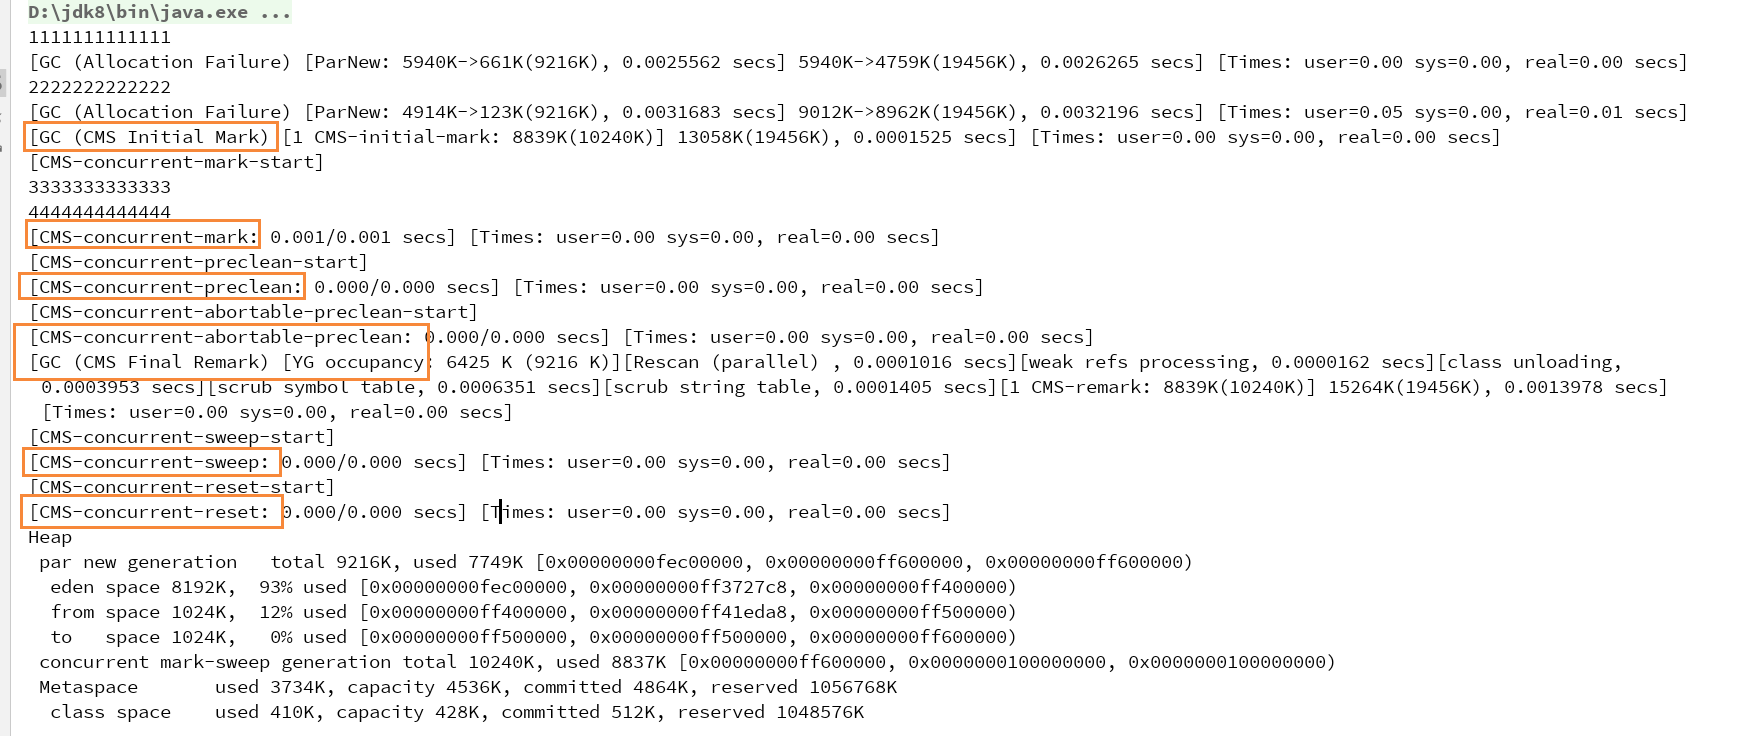 D:\jdk8\bin\java.exe ...
1111111111111
[GC (Allocation Failure) [ParNew: 5940K->661K(9216K), 0.0025562 secs] 5940K->4759K(19456K), 0.0026265 secs] [Times: user=0.00 sys=0.00, real=0.00 secs]
2222222222222
[GC (Allocation Failure) [ParNew: 4914K->123K(9216K), 0.0031683 secs] 9012K->8962K(19456K), 0.0032196 secs] [Times: user=0.05 sys=0.00, real=0.01 secs]
[GC (CMS Initial Mark) [1 CMS-initial-mark: 8839K(10240K)] 13058K(19456K), 0.0001525 secs] [Times: user=0.00 sys=0.00, real=0.00 secs]
[CMS-concurrent-mark-start]
3333333333333
4444444444444
[CMS-concurrent-mark: 0.001/0.001 secs] [Times: user=0.00 sys=0.00, real=0.00 secs]
[CMS-concurrent-preclean-start]
[CMS-concurrent-preclean: 0.000/0.000 secs] [Times: user=0.00 sys=0.00, real=0.00 secs]
[CMS-concurrent-abortable-preclean-start]
[CMS-concurrent-abortable-preclean: 0.000/0.000 secs] [Times: user=0.00 sys=0.00, real=0.00 secs]
[GC (CMS Final Remark) [YG occupancy: 6425 K (9216 K)][Rescan (parallel) , 0.0001016 secs][weak refs processing, 0.0000162 secs][class unloading,
0.0003953 secs][scrub symbol table, 0.0006351 secs][scrub string table, 0.0001405 secs][1 CMS-remark: 8839K(10240K)] 15264K(19456K), 0.0013978 secs]
[Times: user=0.00 sys=0.00, real=0.00 secs]
[CMS-concurrent-sweep-start]
[CMS-concurrent-sweep: 0.000/0.000 secs] [Times: user=0.00 sys=0.00, real=0.00 secs]
[CMS-concurrent-reset-start]
[CMS-concurrent-reset: 0.000/0.000 secs] [Times: user=0.00 sys=0.00, real=0.00 secs]
Heap
par new generation   total 9216K, used 7749K [0x00000000fec00000, 0x00000000ff600000, 0x00000000ff600000)
eden space 8192K,  93% used [0x00000000fec00000, 0x00000000ff3727c8, 0x00000000ff400000)
from space 1024K,  12% used [0x00000000ff400000, 0x00000000ff41eda8, 0x00000000ff500000)
to   space 1024K,   0% used [0x00000000ff500000, 0x00000000ff500000, 0x00000000ff600000)
concurrent mark-sweep generation total 10240K, used 8837K [0x00000000ff600000, 0x0000000100000000, 0x0000000100000000)
Metaspace       used 3734K, capacity 4536K, committed 4864K, reserved 1056768K
class space    used 410K, capacity 428K, committed 512K, reserved 1048576K